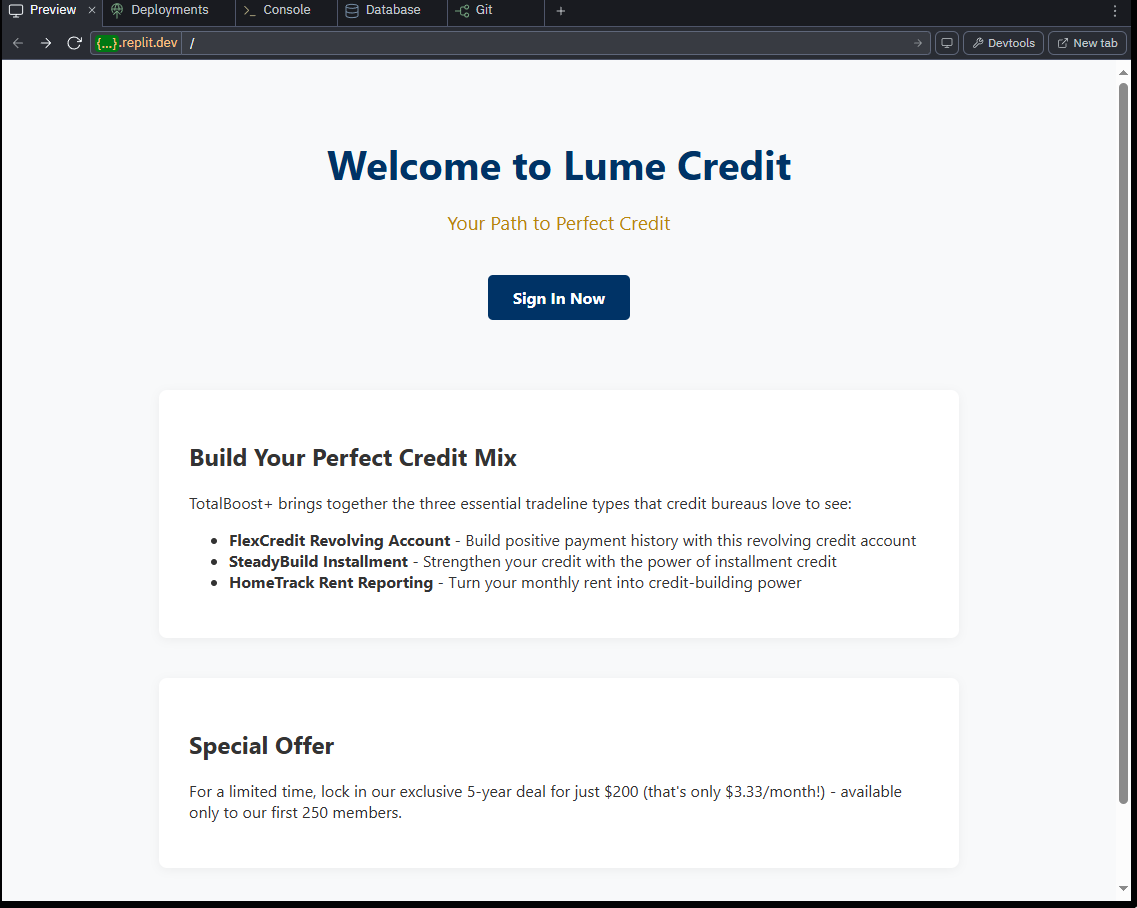 Preview × Deployments Console Database Git +
{...}.replit.dev / Devtools New tab
Welcome to Lume Credit
Your Path to Perfect Credit
Sign In Now
Build Your Perfect Credit Mix
TotalBoost+ brings together the three essential tradeline types that credit bureaus love to see:
• FlexCredit Revolving Account - Build positive payment history with this revolving credit account
• SteadyBuild Installment - Strengthen your credit with the power of installment credit
• HomeTrack Rent Reporting - Turn your monthly rent into credit-building power
Special Offer
For a limited time, lock in our exclusive 5-year deal for just $200 (that's only $3.33/month!) - available
only to our first 250 members.